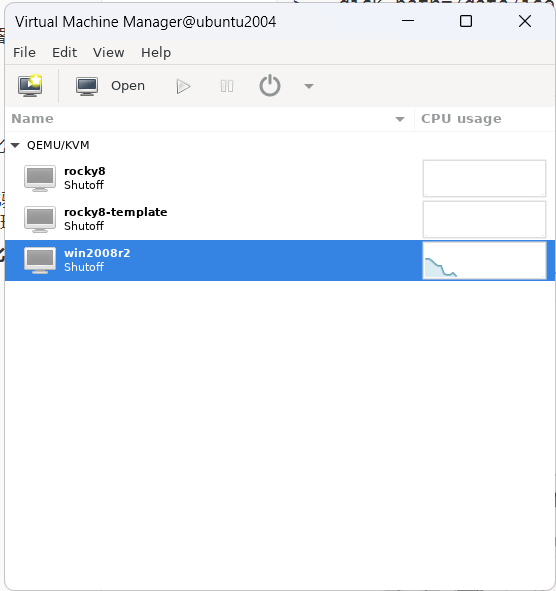 Virtual Machine Manager@ubuntu2004
File Edit View Help
Open
Name CPU usage
QEMU/KVM
rocky8
Shutoff
rocky8-template
Shutoff
win2008r2
Shutoff